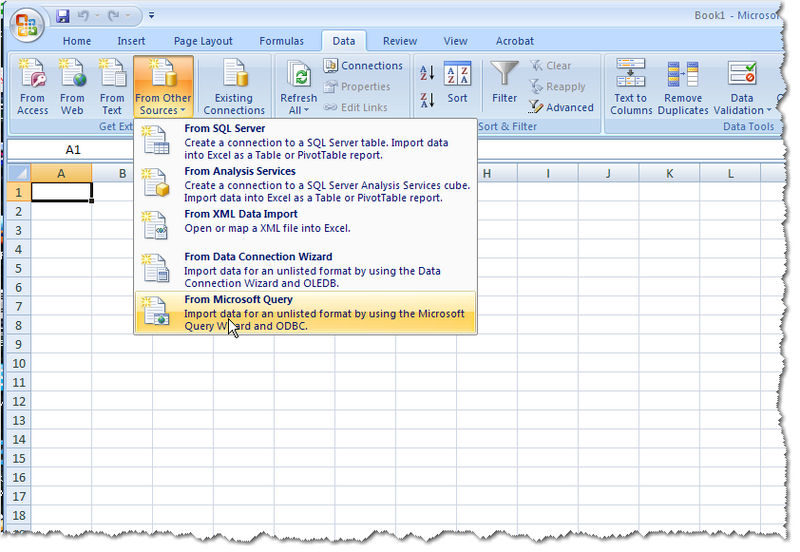 Book1 - Microsof
Home Insert Page Layout Formulas Data Review View Acrobat
From Access
From Web
From Text
From Other Sources
Existing Connections
Refresh All
Connections
Properties
Edit Links
Sort
Filter
Clear
Reapply
Advanced
Text to Columns
Remove Duplicates
Data Validation
Get Ext
Sort & Filter
Data Tools
A1
From SQL Server
Create a connection to a SQL Server table. Import data
into Excel as a Table or PivotTable report.
From Analysis Services
Create a connection to a SQL Server Analysis Services cube.
Import data into Excel as a Table or PivotTable report.
From XML Data Import
Open or map a XML file into Excel.
From Data Connection Wizard
Import data for an unlisted format by using the Data
Connection Wizard and OLEDB.
From Microsoft Query
Import data for an unlisted format by using the Microsoft
Query Wizard and ODBC.
A B H I J K L
1
2
3
4
5
6
7
8
9
10
11
12
13
14
15
16
17
18